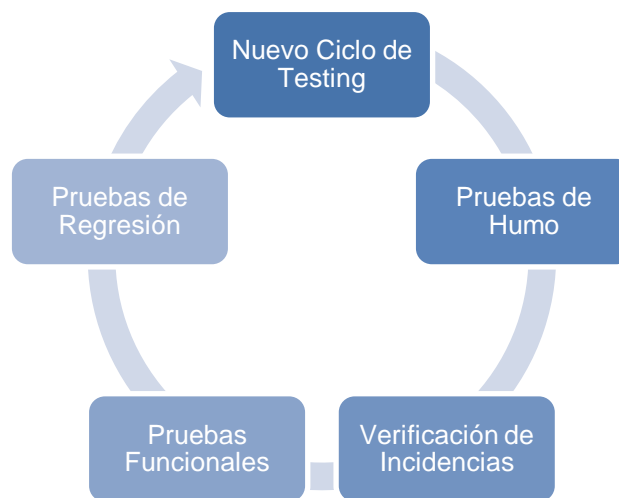 Nuevo Ciclo de
Testing
Pruebas de
Humo
Verificación de
Incidencias
Pruebas
Funcionales
Pruebas de
Regresión